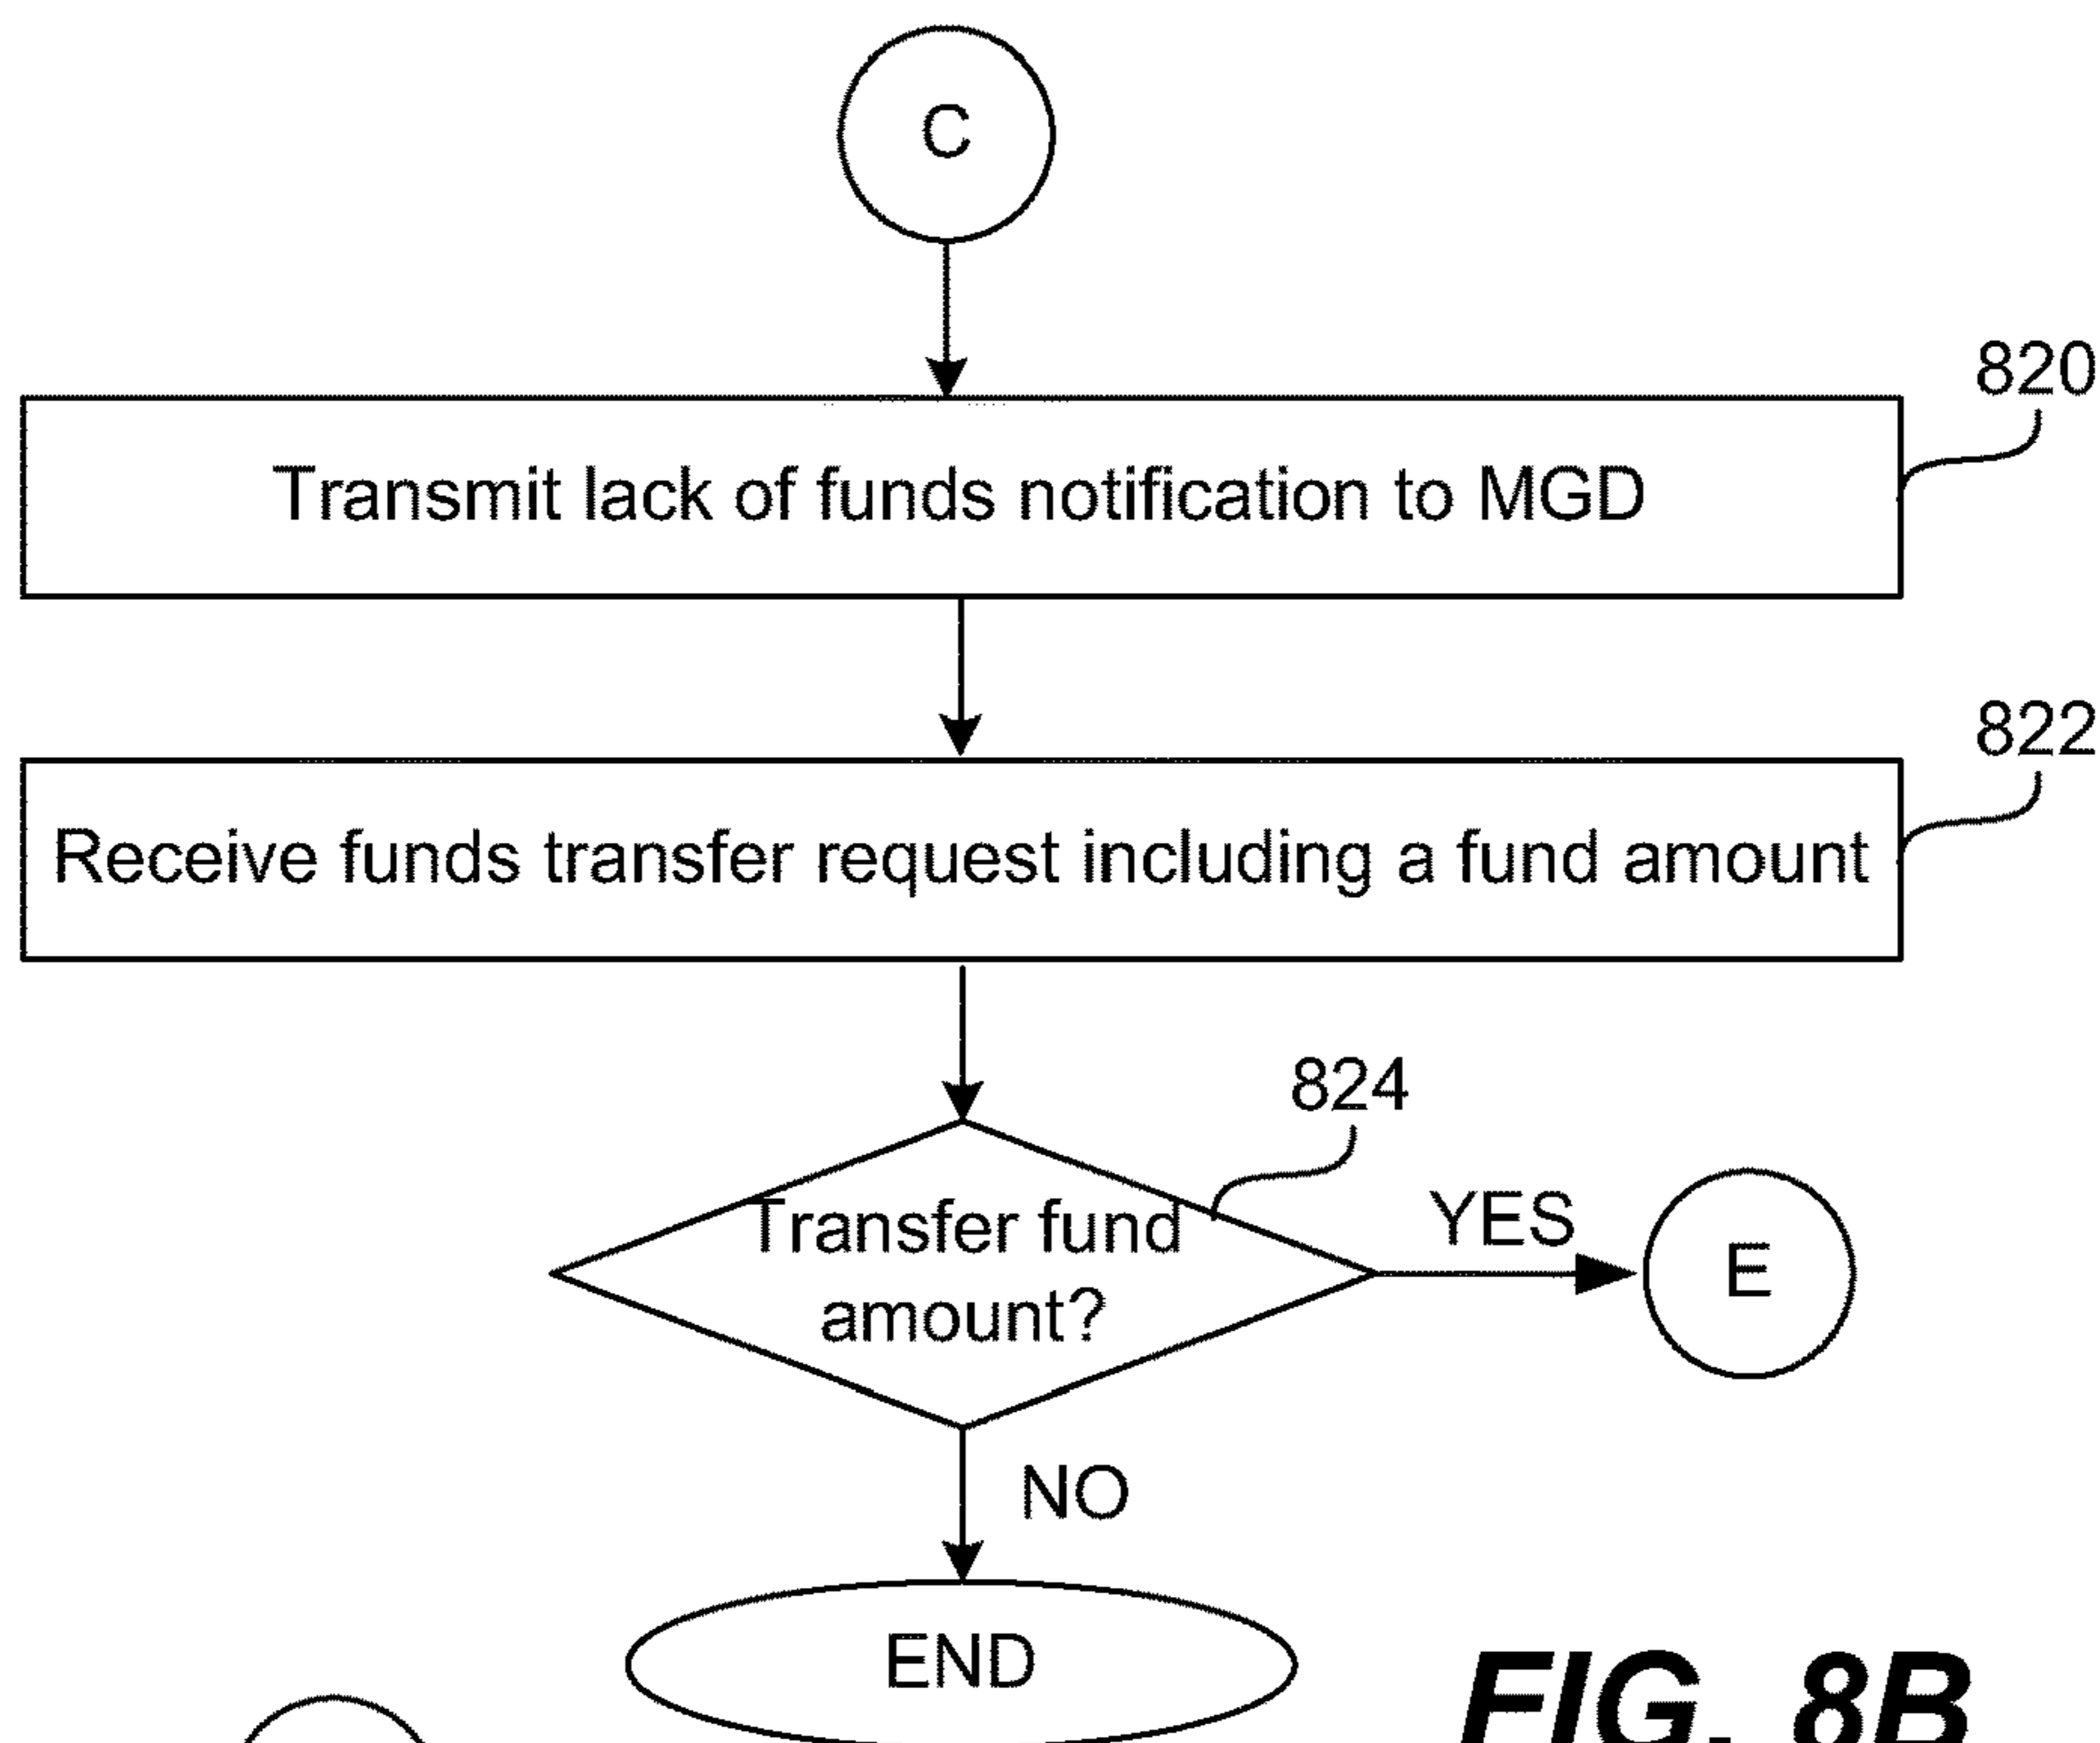 C
820
Transmit lack of funds notification to MGD
822
Receive funds transfer request including a fund amount
824
Transfer fund
amount?
YES
E
NO
END
FIG. 8B